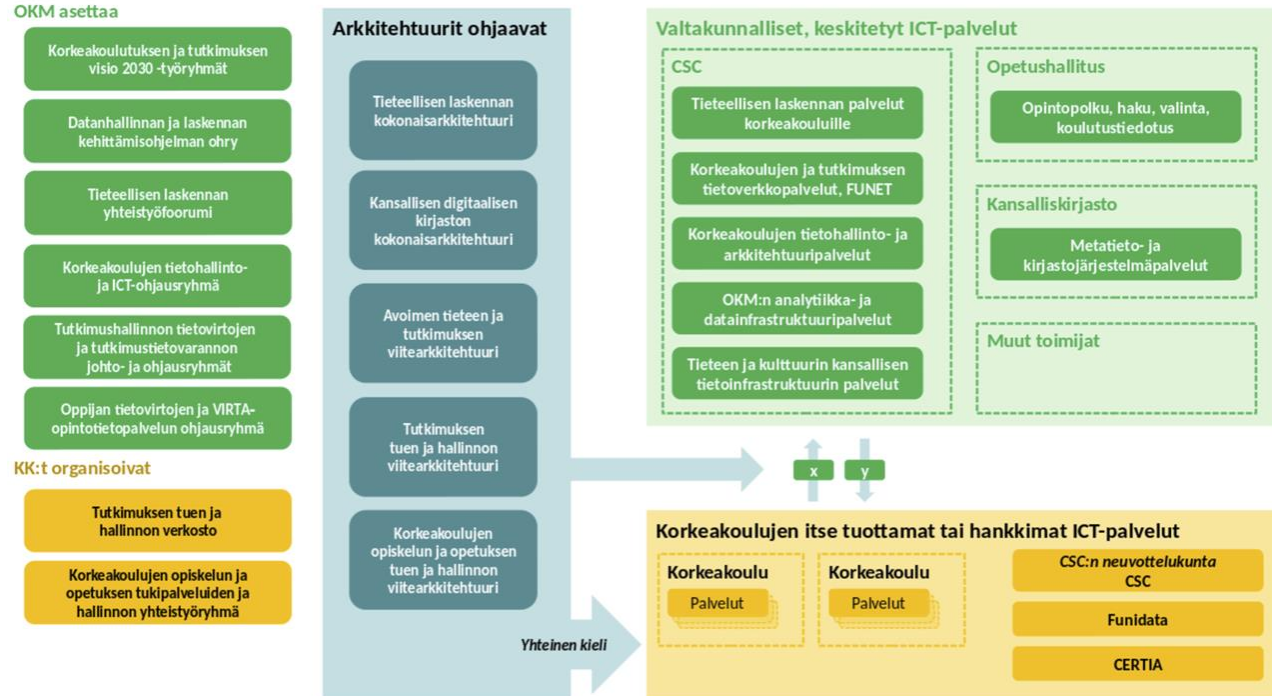 OKM asettaa
Korkeakoulutuksen ja tutkimuksen
visio 2030 -työryhmät
Datanhallinnan ja laskennan
kehittämisohjelman ohry
Tieteellisen laskennan
yhteistyöfoorumi
Korkeakoulujen tietohallinto-
ja ICT-ohjausryhmä
Tutkimushallinnon tietovirtojen
ja tutkimustietovarannon
johto- ja ohjausryhmät
Oppijan tietovirtojen ja VIRTA-
opintotietopalvelun ohjausryhmä
KK:t organisoivat
Tutkimuksen tuen ja
hallinnon verkosto
Korkeakoulujen opiskelun ja
opetuksen tukipalveluiden ja
hallinnon yhteistyöryhmä
Arkkitehtuurit ohjaavat
Tieteellisen laskennan
kokonaisarkkitehtuuri
Kansallisen digitaalisen
kirjaston
kokonaisarkkitehtuuri
Avoimen tieteen ja
tutkimuksen
viitearkkitehtuuri
Tutkimuksen
tuen ja hallinnon
viitearkkitehtuuri
Korkeakoulujen
opiskelun ja opetuksen
tuen ja hallinnon
viitearkkitehtuuri
Yhteinen kieli
Valtakunnalliset, keskitetyt ICT-palvelut
CSC
Tieteellisen laskennan palvelut
korkeakouluille
Korkeakoulujen ja tutkimuksen
tietoverkkopalvelut, FUNET
Korkeakoulujen tietohallinto- ja
arkkitehtuuripalvelut
OKM:n analytiikka- ja
datainfrastruktuuripalvelut
Tieteen ja kulttuurin kansallisen
tietoinfrastruktuurin palvelut
Opetushallitus
Opintopolku, haku, valinta,
koulutustiedotus
Kansalliskirjasto
Metatieto- ja
kirjastojärjestelmäpalvelut
Muut toimijat
x
y
Korkeakoulujen itse tuottamat tai hankkimat ICT-palvelut
Korkeakoulu
Palvelut
Korkeakoulu
Palvelut
CSC:n neuvottelukunta
CSC
Funidata
CERTIA